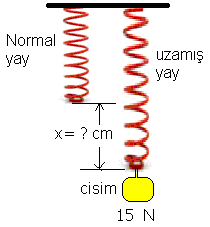 Normal
yay
uzamış
yay
x= ? cm
cisim
15 N